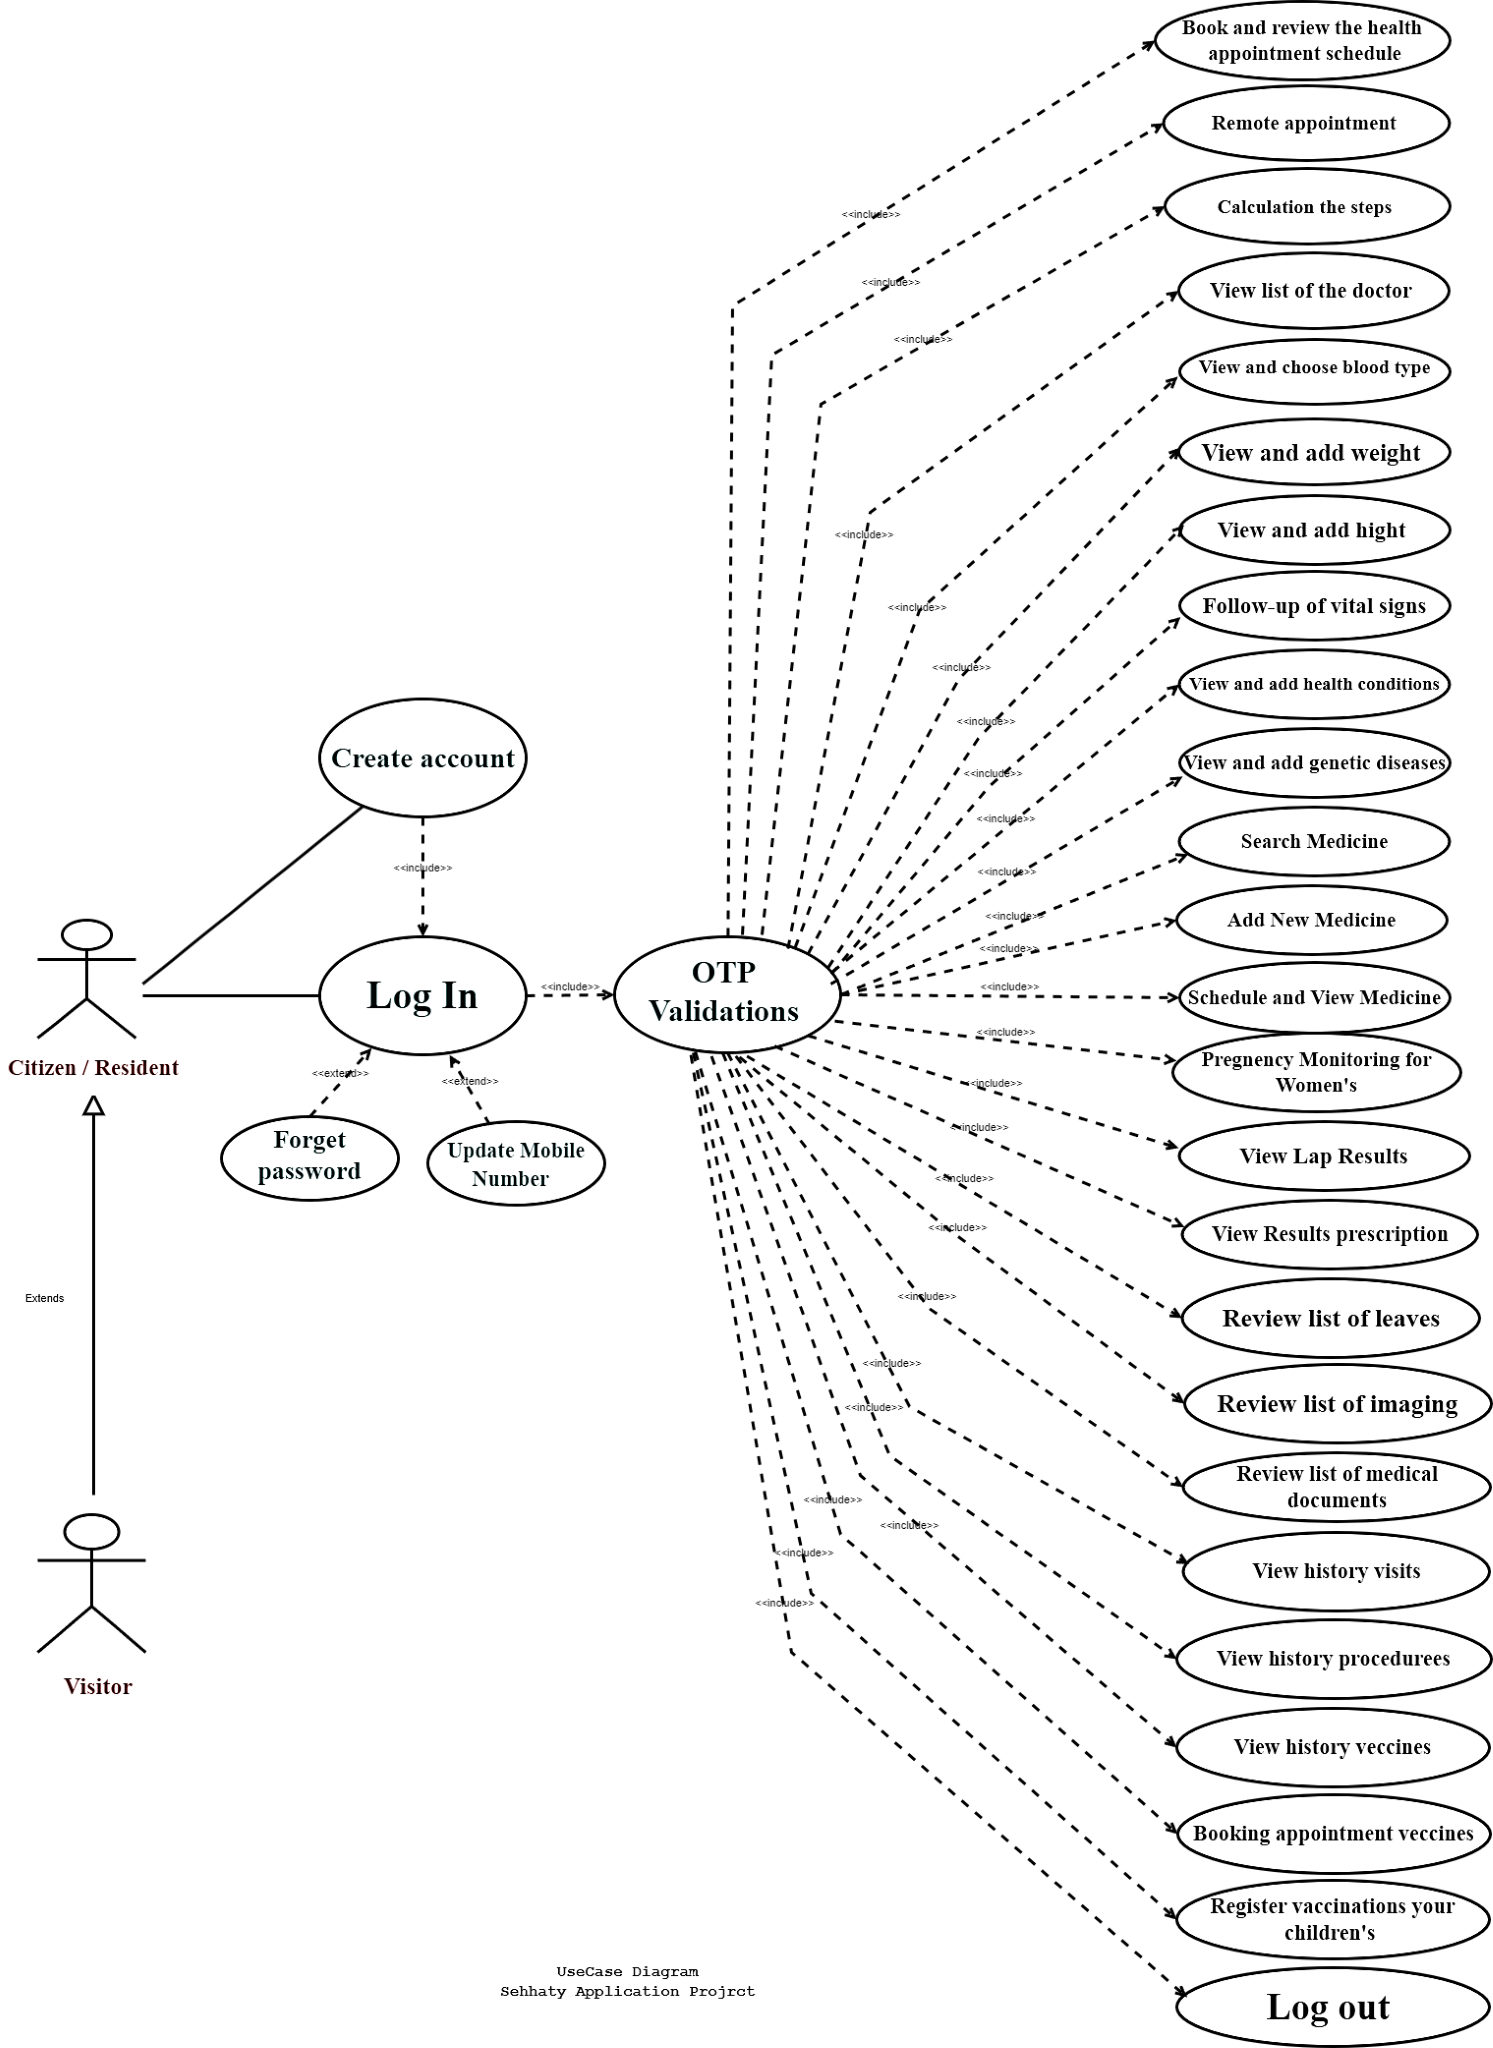 Book and review the health
appointment schedule
Remote appointment
<<include>>
Calculation the steps
<<include>>
View list of the doctor
<<include>>
View and choose blood type
View and add weight
View and add hight
<<include>>
Follow-up of vital signs
<<include>>
<<include>>
View and add health conditions
<<include>>
Create account
View and add genetic diseases
<<include>>
<<include>>
Search Medicine
<<include>>
<<include>>
<<include>>
Add New Medicine
<<include>>
OTP
Validations
Log In
<<include>>
<<include>>
Schedule and View Medicine
<<include>>
Citizen / Resident
Pregnency Monitoring for
Women's
<<extend>>
<<extend>>
<<include>>
<<include>>
Forget
password
Update Mobile
Number
View Lap Results
<<include>>
<<include>>
View Results prescription
Extends
<<include>>
Review list of leaves
<<include>>
<<include>>
Review list of imaging
Review list of medical
documents
<<include>>
<<include>>
<<include>>
View history visits
<<include>>
Visitor
View history procedurees
View history veccines
Booking appointment veccines
Register vaccinations your
children's
UseCase Diagram
Sehhaty Application Projrct
Log out